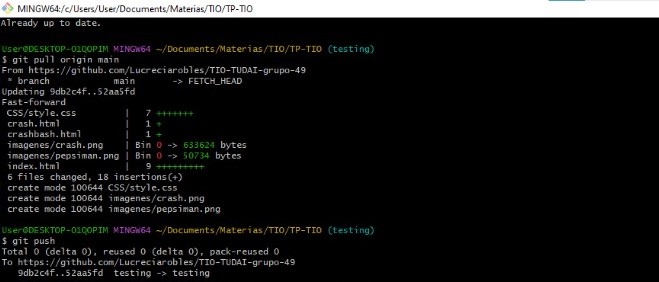 MINGW64:/c/Users/User/Documents/Materias/TIO/TP-TIO
Already up to date.
User@DESKTOP-O1QOPIM MINGW64 ~/Documents/Materias/TIO/TP-TIO (testing)
$ git pull origin main
From https://github.com/Lucreciarobles/TIO-TUDAI-grupo-49
 * branch            main       -> FETCH_HEAD
Updating 9db2c4f..52aa5fd
Fast-forward
 CSS/style.css         |   7 +++++++
 crash.html            |   1 +
 crashbash.html        |   1 +
 imagenes/crash.png    | Bin 0 -> 633624 bytes
 imagenes/pepsiman.png | Bin 0 -> 50734 bytes
 index.html            |   9 +++++++++
 6 files changed, 18 insertions(+)
 create mode 100644 CSS/style.css
 create mode 100644 imagenes/crash.png
 create mode 100644 imagenes/pepsiman.png
User@DESKTOP-O1QOPIM MINGW64 ~/Documents/Materias/TIO/TP-TIO (testing)
$ git push
Total 0 (delta 0), reused 0 (delta 0), pack-reused 0
To https://github.com/Lucreciarobles/TIO-TUDAI-grupo-49
   9db2c4f..52aa5fd  testing -> testing